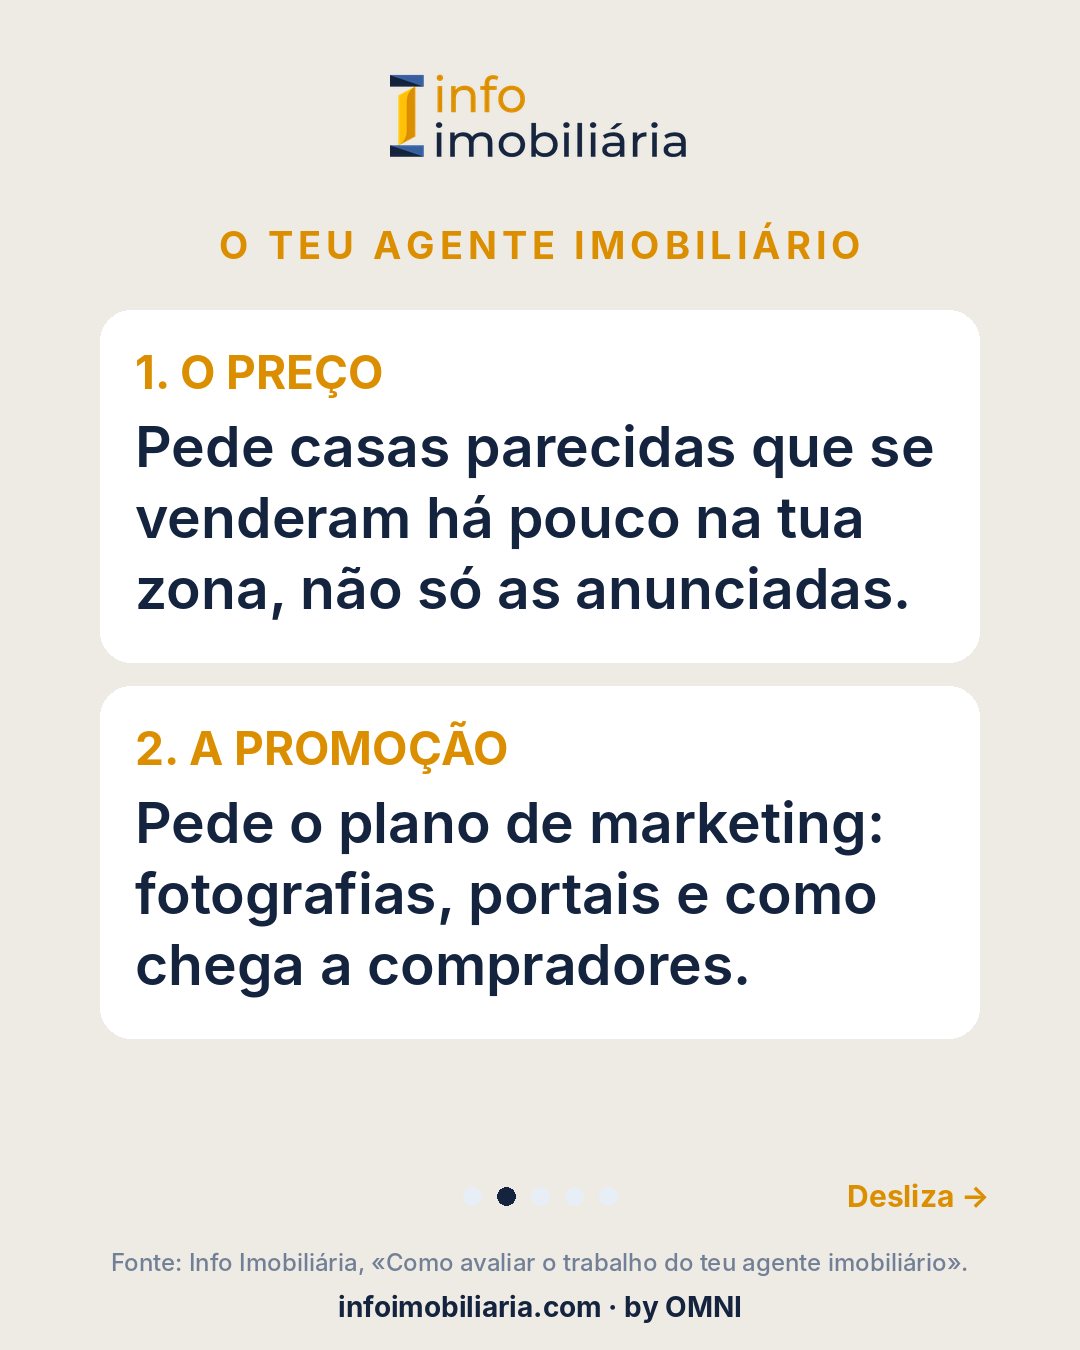 info
imobiliária
O TEU AGENTE IMOBILIÁRIO
1. O PREÇO
Pede casas parecidas que se
venderam há pouco na tua
zona, não só as anunciadas.
2. A PROMOÇÃO
Pede o plano de marketing:
fotografias, portais e como
chega a compradores.
Desliza →
Fonte: Info Imobiliária, «Como avaliar o trabalho do teu agente imobiliário».
infoimobiliaria.com · by OMNI